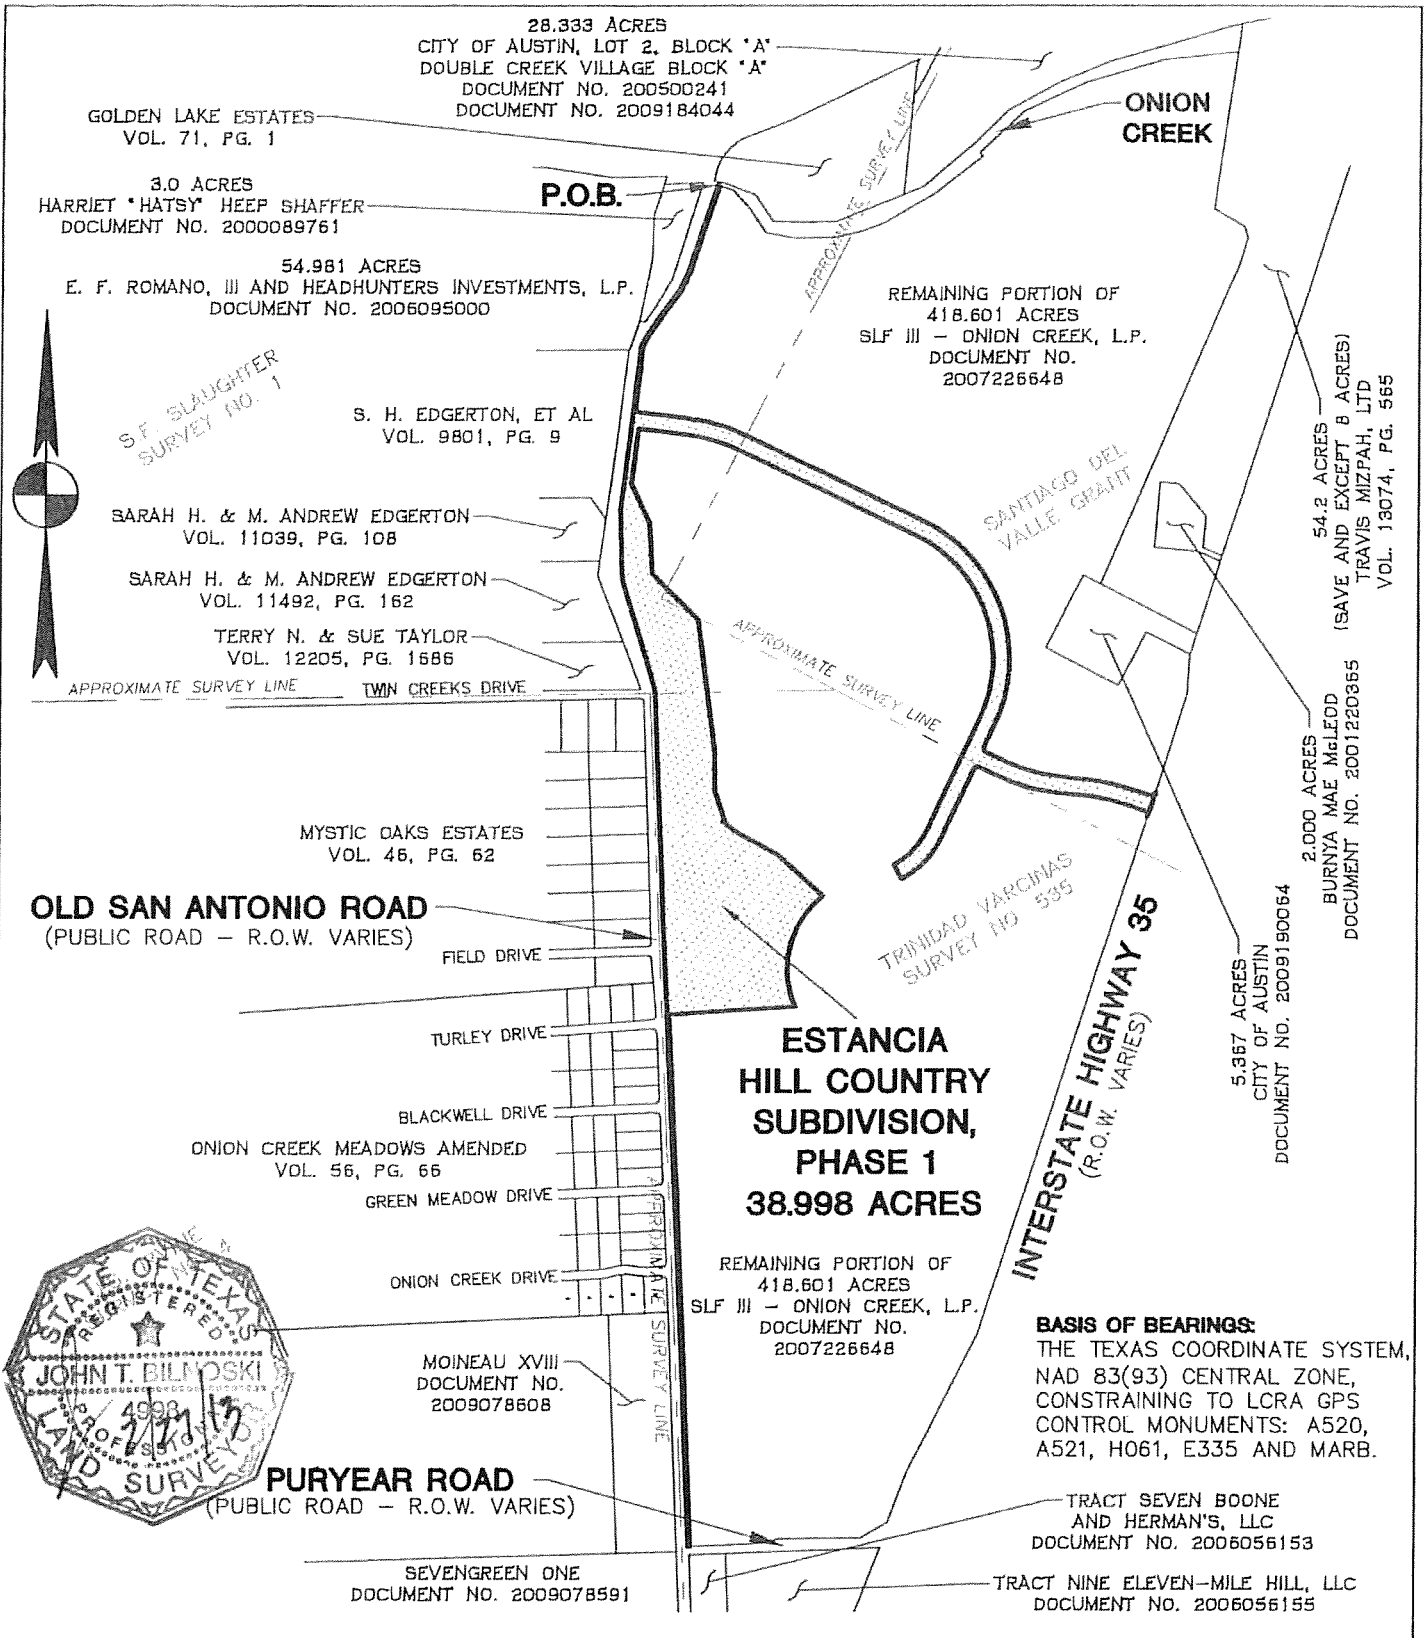 28.333 ACRES
CITY OF AUSTIN, LOT 2, BLOCK "A"
DOUBLE CREEK VILLAGE BLOCK "A"
DOCUMENT NO. 200500241
DOCUMENT NO. 2009184044
GOLDEN LAKE ESTATES
VOL. 71, PG. 1
ONION
CREEK
3.0 ACRES
HARRIET "HATSY" HEEP SHAFFER
DOCUMENT NO. 2000089761
P.O.B.
APPROXIMATE SURVEY LINE
54.981 ACRES
E. F. ROMANO, III AND HEADHUNTERS INVESTMENTS, L.P.
DOCUMENT NO. 2006095000
REMAINING PORTION OF
418.601 ACRES
SLF III – ONION CREEK, L.P.
DOCUMENT NO.
2007226648
S.F. SLAUGHTER
SURVEY NO. 1
S. H. EDGERTON, ET AL
VOL. 9801, PG. 9
54.2 ACRES
(SAVE AND EXCEPT 8 ACRES)
TRAVIS MIZPAH, LTD
VOL. 13074, PG. 565
SANTIAGO DEL
VALLE GRANT
SARAH H. & M. ANDREW EDGERTON
VOL. 11039, PG. 108
SARAH H. & M. ANDREW EDGERTON
VOL. 11492, PG. 162
TERRY N. & SUE TAYLOR
VOL. 12205, PG. 1686
APPROXIMATE SURVEY LINE
APPROXIMATE SURVEY LINE
TWIN CREEKS DRIVE
2.000 ACRES
BURNYA MAE McLEOD
DOCUMENT NO. 2001220365
MYSTIC OAKS ESTATES
VOL. 46, PG. 62
OLD SAN ANTONIO ROAD
(PUBLIC ROAD – R.O.W. VARIES)
TRINIDAD VARCINAS
SURVEY NO 535
5.367 ACRES
CITY OF AUSTIN
DOCUMENT NO. 2009190064
FIELD DRIVE
TURLEY DRIVE
INTERSTATE HIGHWAY 35
(R.O.W. VARIES)
ESTANCIA
HILL COUNTRY
SUBDIVISION,
PHASE 1
38.998 ACRES
BLACKWELL DRIVE
ONION CREEK MEADOWS AMENDED
VOL. 56, PG. 66
GREEN MEADOW DRIVE
APPROXIMATE SURVEY LINE
ONION CREEK DRIVE
REMAINING PORTION OF
418.601 ACRES
SLF III – ONION CREEK, L.P.
DOCUMENT NO.
2007226648
STATE OF TEXAS
REGISTERED
JOHN T. BILNOSKI
4998
PROFESSIONAL
LAND SURVEYOR
2/27/13
BASIS OF BEARINGS:
THE TEXAS COORDINATE SYSTEM,
NAD 83(93) CENTRAL ZONE,
CONSTRAINING TO LCRA GPS
CONTROL MONUMENTS: A520,
A521, H061, E335 AND MARB.
MOINEAU XVIII
DOCUMENT NO.
2009078608
PURYEAR ROAD
(PUBLIC ROAD – R.O.W. VARIES)
TRACT SEVEN BOONE
AND HERMAN'S, LLC
DOCUMENT NO. 2006056153
SEVENGREEN ONE
DOCUMENT NO. 2009078591
TRACT NINE ELEVEN–MILE HILL, LLC
DOCUMENT NO. 2006056155